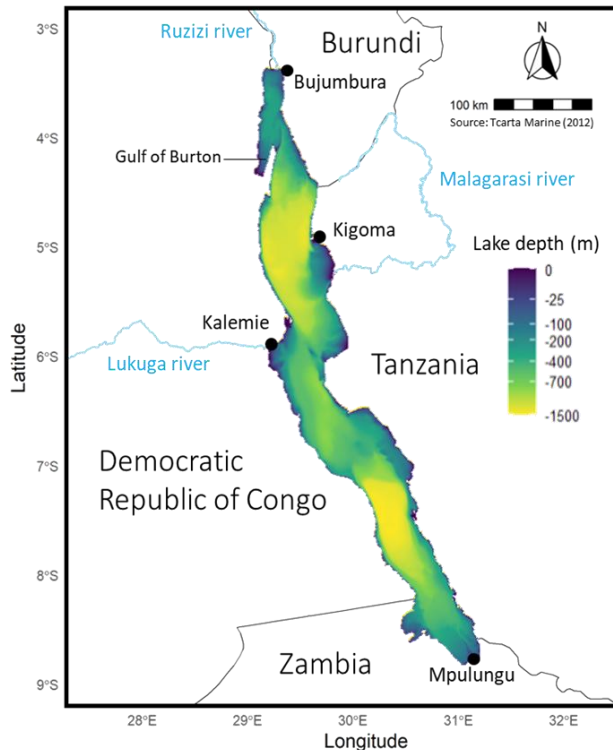 3°S
4°S
5°S
6°S
7°S
8°S
9°S
Latitude
28°E
29°E
30°E
31°E
Longitude
Ruzizi river
Burundi
Bujumbura
N
100 km
Source: Tcarta Marine (2012)
Gulf of Burton
Malagarasi river
Kigoma
Lake depth (m)
0
-25
-100
-200
-400
-700
-1500
Kalemie
Lukuga river
Tanzania
Democratic
Republic of Congo
Zambia
Mpulungu